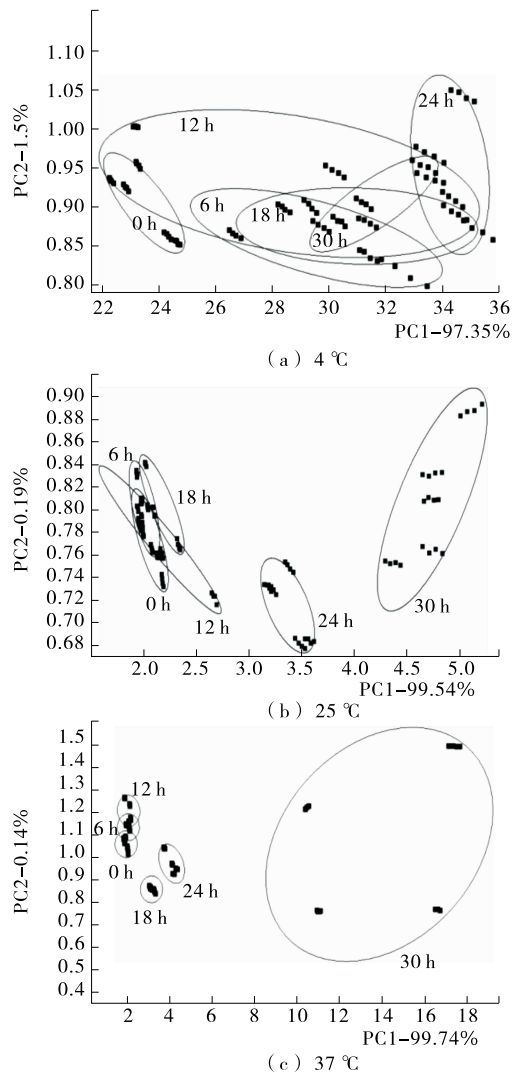 1.10
1.05
1.00
0.95
0.90
0.85
0.80
PC2−1.5%
24 h
12 h
0 h
6 h
18 h
30 h
22 24 26 28 30 32 34 36
PC1−97.35%
(a) 4 ℃
0.90
0.88
0.86
0.84
0.82
0.80
0.78
0.76
0.74
0.72
0.70
0.68
PC2−0.19%
6 h
18 h
0 h
12 h
24 h
30 h
2.0 3.0 4.0 5.0
PC1−99.54%
(b) 25 ℃
1.5
1.4
1.3
1.2
1.1
1.0
0.9
0.8
0.7
0.6
0.5
0.4
PC2−0.14%
12 h
6 h
0 h
18 h
24 h
30 h
2 4 6 8 10 12 14 16 18
PC1−99.74%
(c) 37 ℃